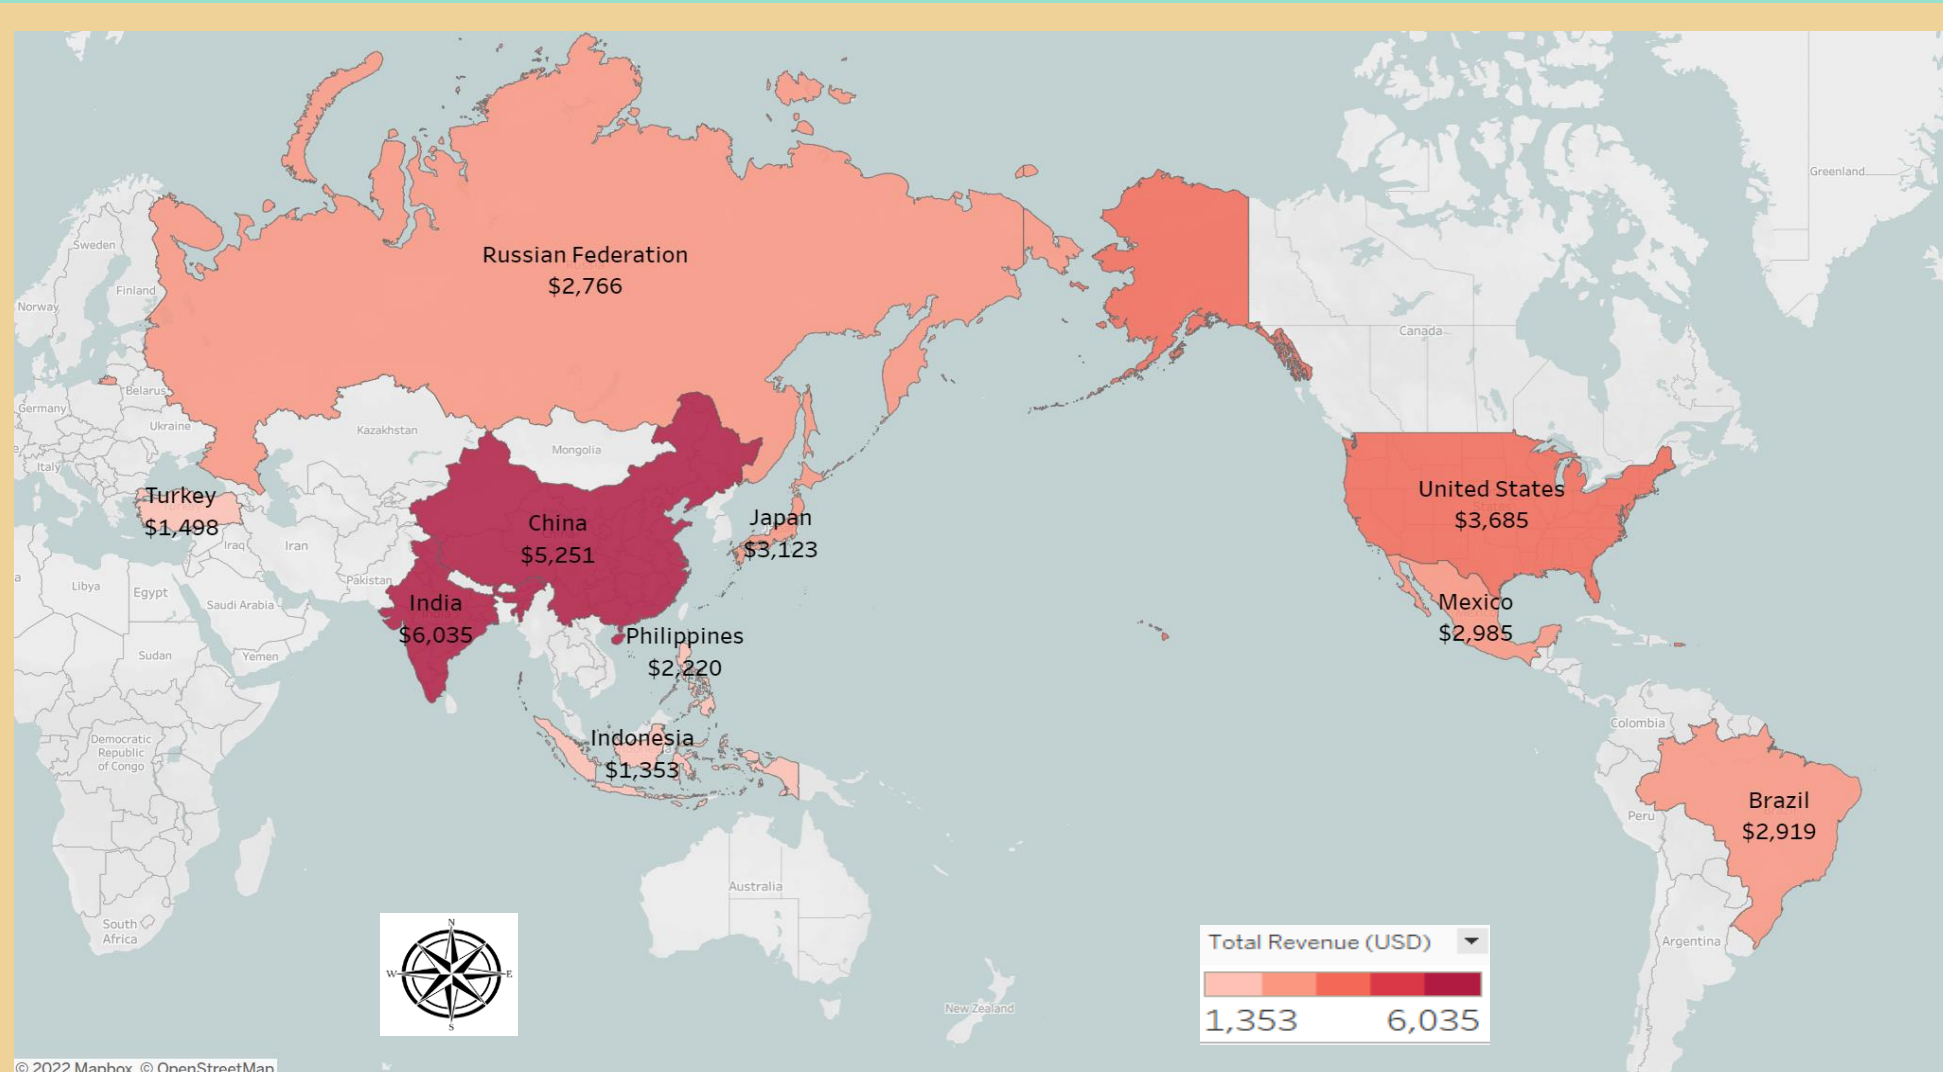 Greenland
Sweden
Russian Federation
$2,766
Finland
Norway
Canada
Belarus
Germany
Ukraine
Kazakhstan
Mongolia
Italy
Turkey
$1,498
China
$5,251
Japan
$3,123
United States
$3,685
Iraq
Iran
Pakistan
Libya
Egypt
Saudi Arabia
India
$6,035
Mexico
$2,985
Philippines
$2,220
Sudan
Yemen
Colombia
Democratic
Republic
of Congo
Indonesia
$1,353
Brazil
$2,919
Peru
Australia
South
Africa
N
W
E
S
Total Revenue (USD)
1,353
6,035
Argentina
New Zealand
© 2022 Mapbox © OpenStreetMap